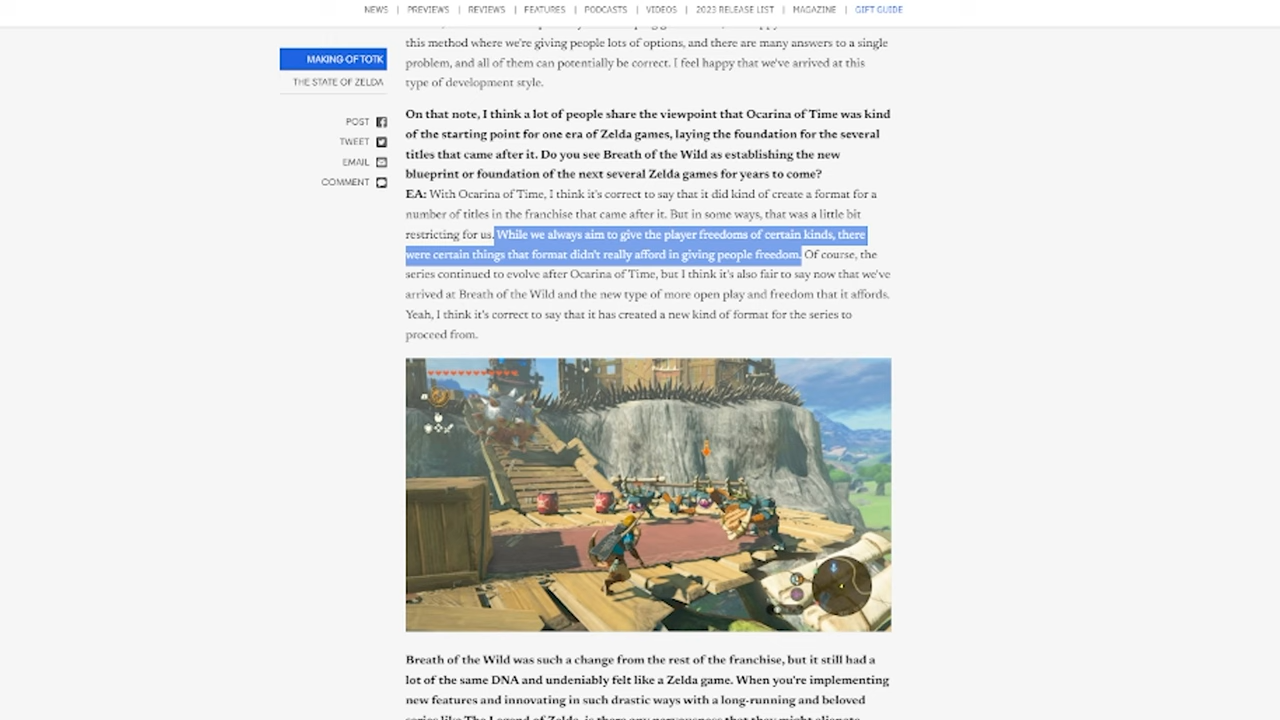 NEWS | PREVIEWS | REVIEWS | FEATURES | PODCASTS | VIDEOS | 2023 RELEASE LIST | MAGAZINE | GIFT GUIDE
MAKING OF TOTK
THE STATE OF ZELDA
POST
TWEET
EMAIL
COMMENT
this method where we're giving people lots of options, and there are many answers to a single
problem, and all of them can potentially be correct. I feel happy that we've arrived at this
type of development style.
On that note, I think a lot of people share the viewpoint that Ocarina of Time was kind
of the starting point for one era of Zelda games, laying the foundation for the several
titles that came after it. Do you see Breath of the Wild as establishing the new
blueprint or foundation of the next several Zelda games for years to come?
EA: With Ocarina of Time, I think it's correct to say that it did kind of create a format for a
number of titles in the franchise that came after it. But in some ways, that was a little bit
restricting for us. While we always aim to give the player freedoms of certain kinds, there
were certain things that format didn't really afford in giving people freedom. Of course, the
series continued to evolve after Ocarina of Time, but I think it's also fair to say now that we've
arrived at Breath of the Wild and the new type of more open play and freedom that it affords.
Yeah, I think it's correct to say that it has created a new kind of format for the series to
proceed from.
Breath of the Wild was such a change from the rest of the franchise, but it still had a
lot of the same DNA and undeniably felt like a Zelda game. When you're implementing
new features and innovating in such drastic ways with a long-running and beloved
series like The Legend of Zelda, is there any nervousness that they might alienate